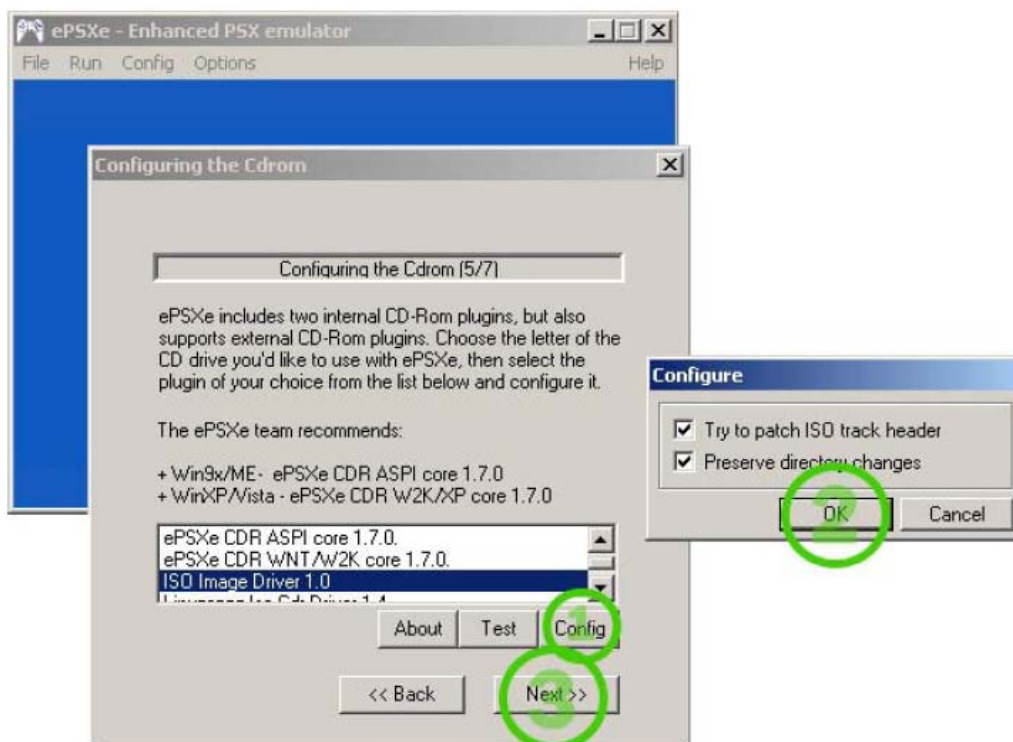 ePSXe - Enhanced PSX emulator
File Run Config Options Help
Configuring the Cdrom
Configuring the Cdrom (5/7)
ePSXe includes two internal CD-Rom plugins, but also
supports external CD-Rom plugins. Choose the letter of the
CD drive you'd like to use with ePSXe, then select the
plugin of your choice from the list below and configure it.
The ePSXe team recommends:
+ Win9x/ME - ePSXe CDR ASPI core 1.7.0
+ WinXP/Vista - ePSXe CDR W2K/XP core 1.7.0
ePSXe CDR ASPI core 1.7.0.
ePSXe CDR WNT/W2K core 1.7.0.
ISO Image Driver 1.0
About Test Config
1
<< Back Next >>
3
Configure
Try to patch ISO track header
Preserve directory changes
OK Cancel
2